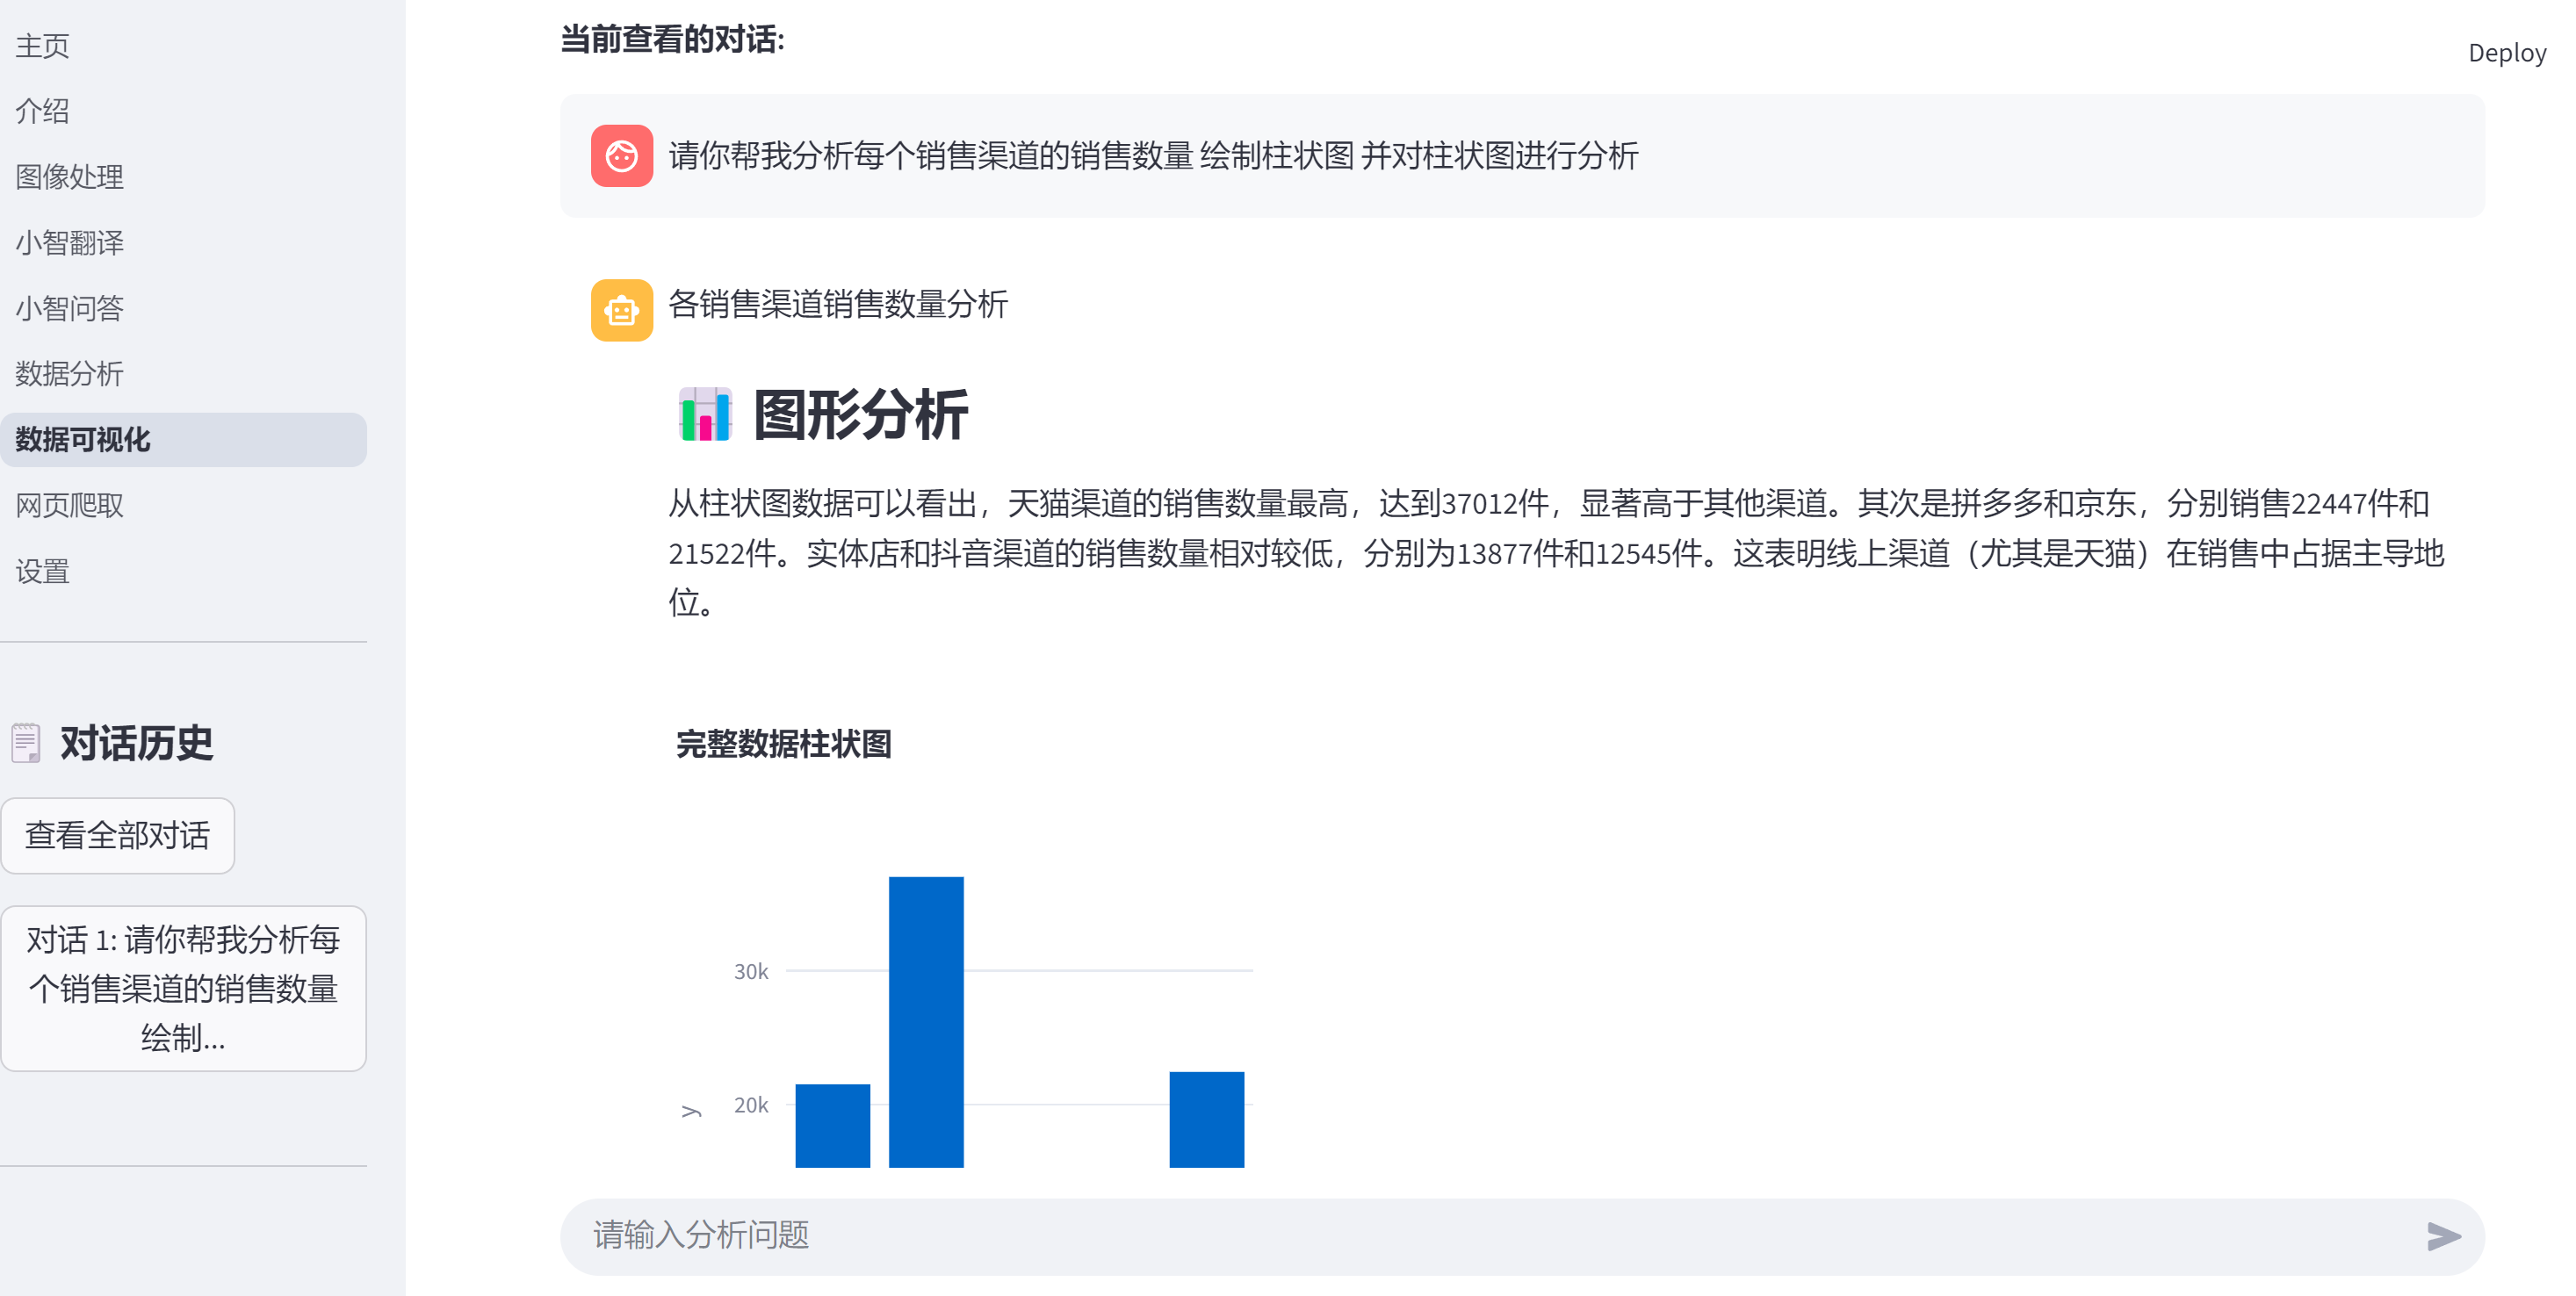 主页
介绍
图像处理
小智翻译
小智问答
数据分析
数据可视化
网页爬取
设置
对话历史
查看全部对话
对话 1: 请你帮我分析每
个销售渠道的销售数量
绘制...
当前查看的对话:
Deploy
请你帮我分析每个销售渠道的销售数量 绘制柱状图 并对柱状图进行分析
各销售渠道销售数量分析
图形分析
从柱状图数据可以看出，天猫渠道的销售数量最高，达到37012件，显著高于其他渠道。其次是拼多多和京东，分别销售22447件和
21522件。实体店和抖音渠道的销售数量相对较低，分别为13877件和12545件。这表明线上渠道（尤其是天猫）在销售中占据主导地
位。
完整数据柱状图
30k
20k
y
请输入分析问题